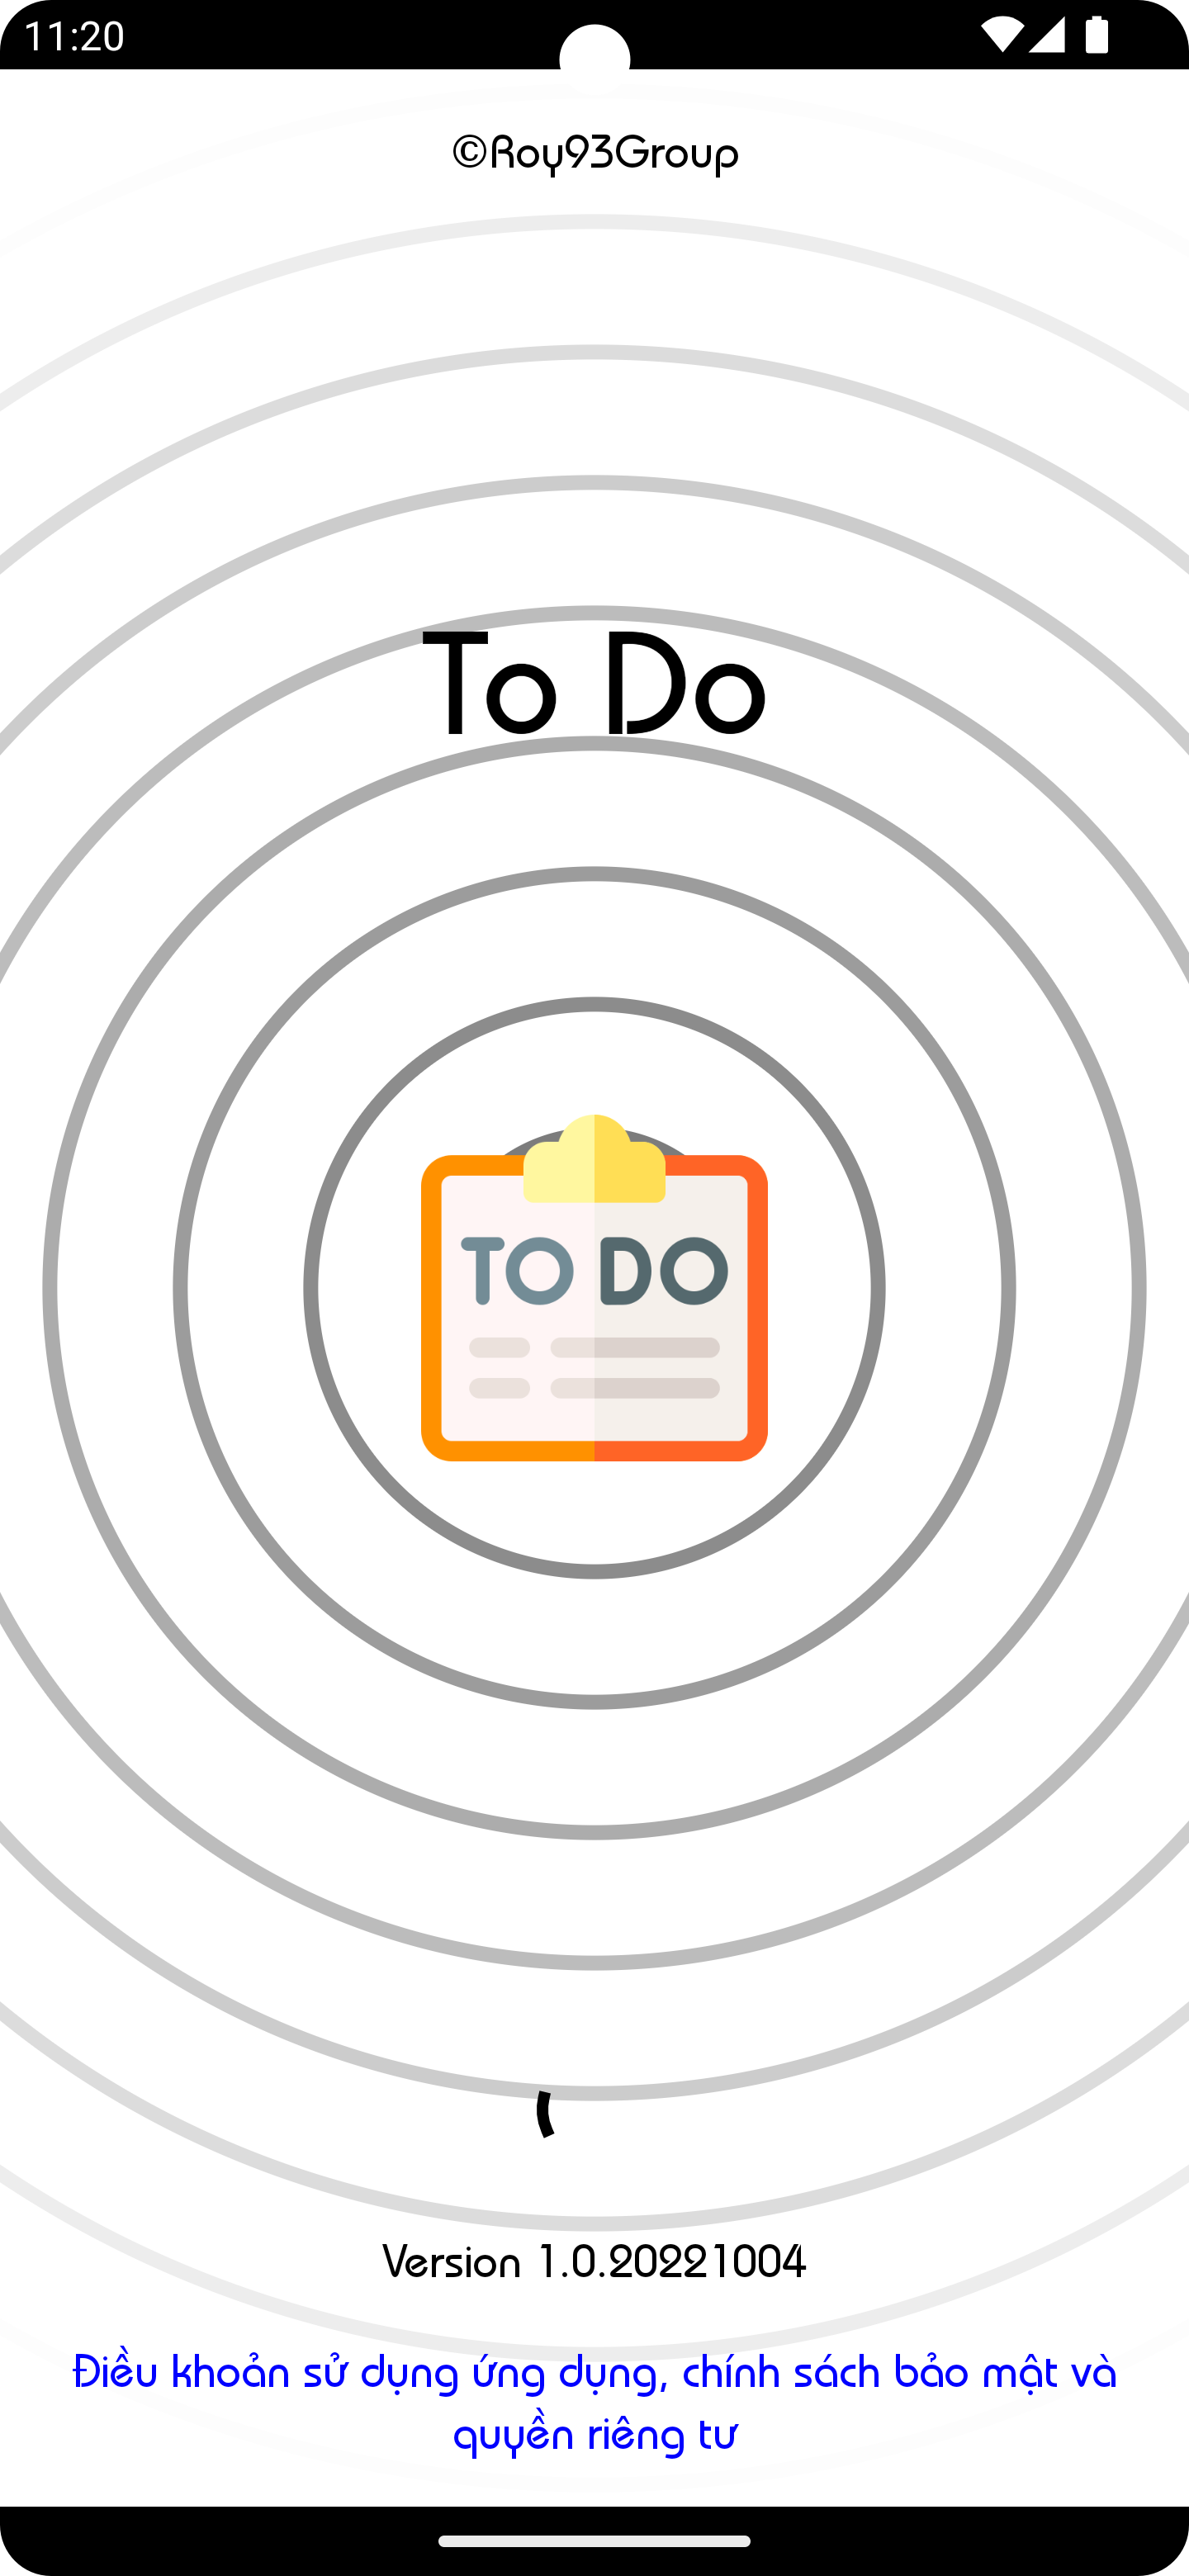 11:20
©Roy93Group
To Do
TO DO
Version 1.0.20221004
Điều khoản sử dụng ứng dụng, chính sách bảo mật và
quyền riêng tư